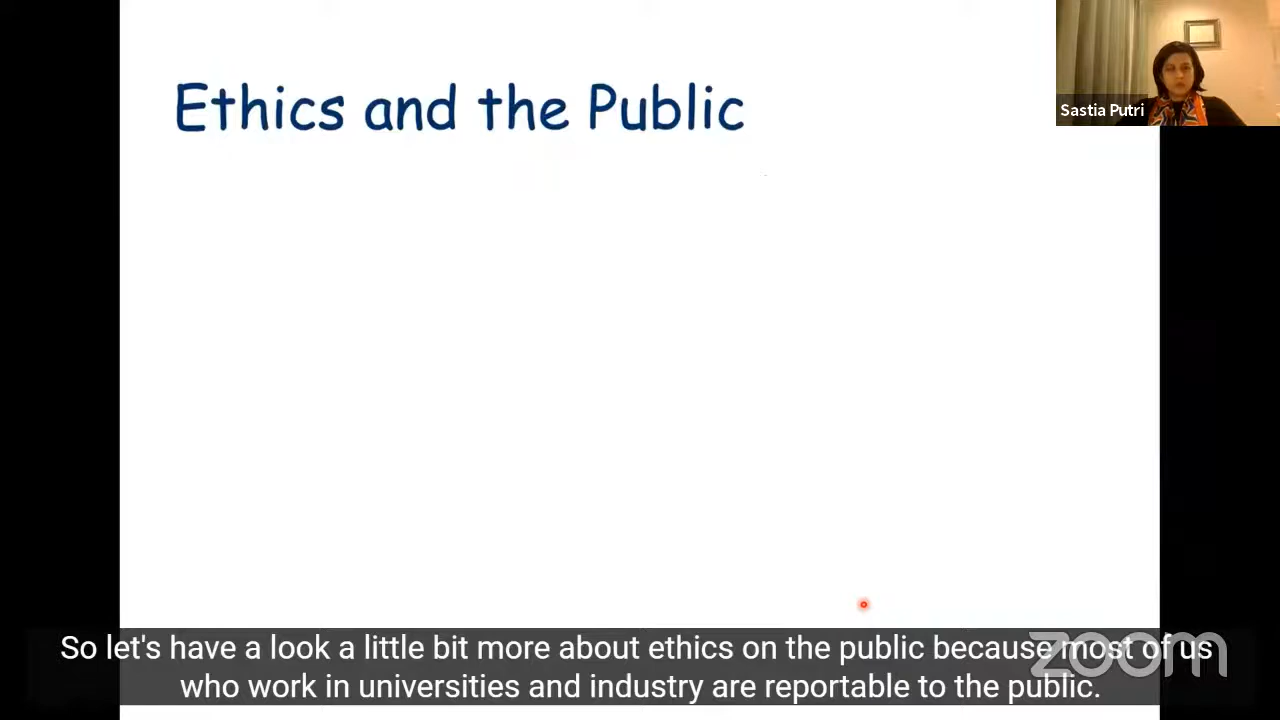 Ethics and the Public
Sastia Putri
So let's have a look a little bit more about ethics on the public because most of us
who work in universities and industry are reportable to the public.
zoom